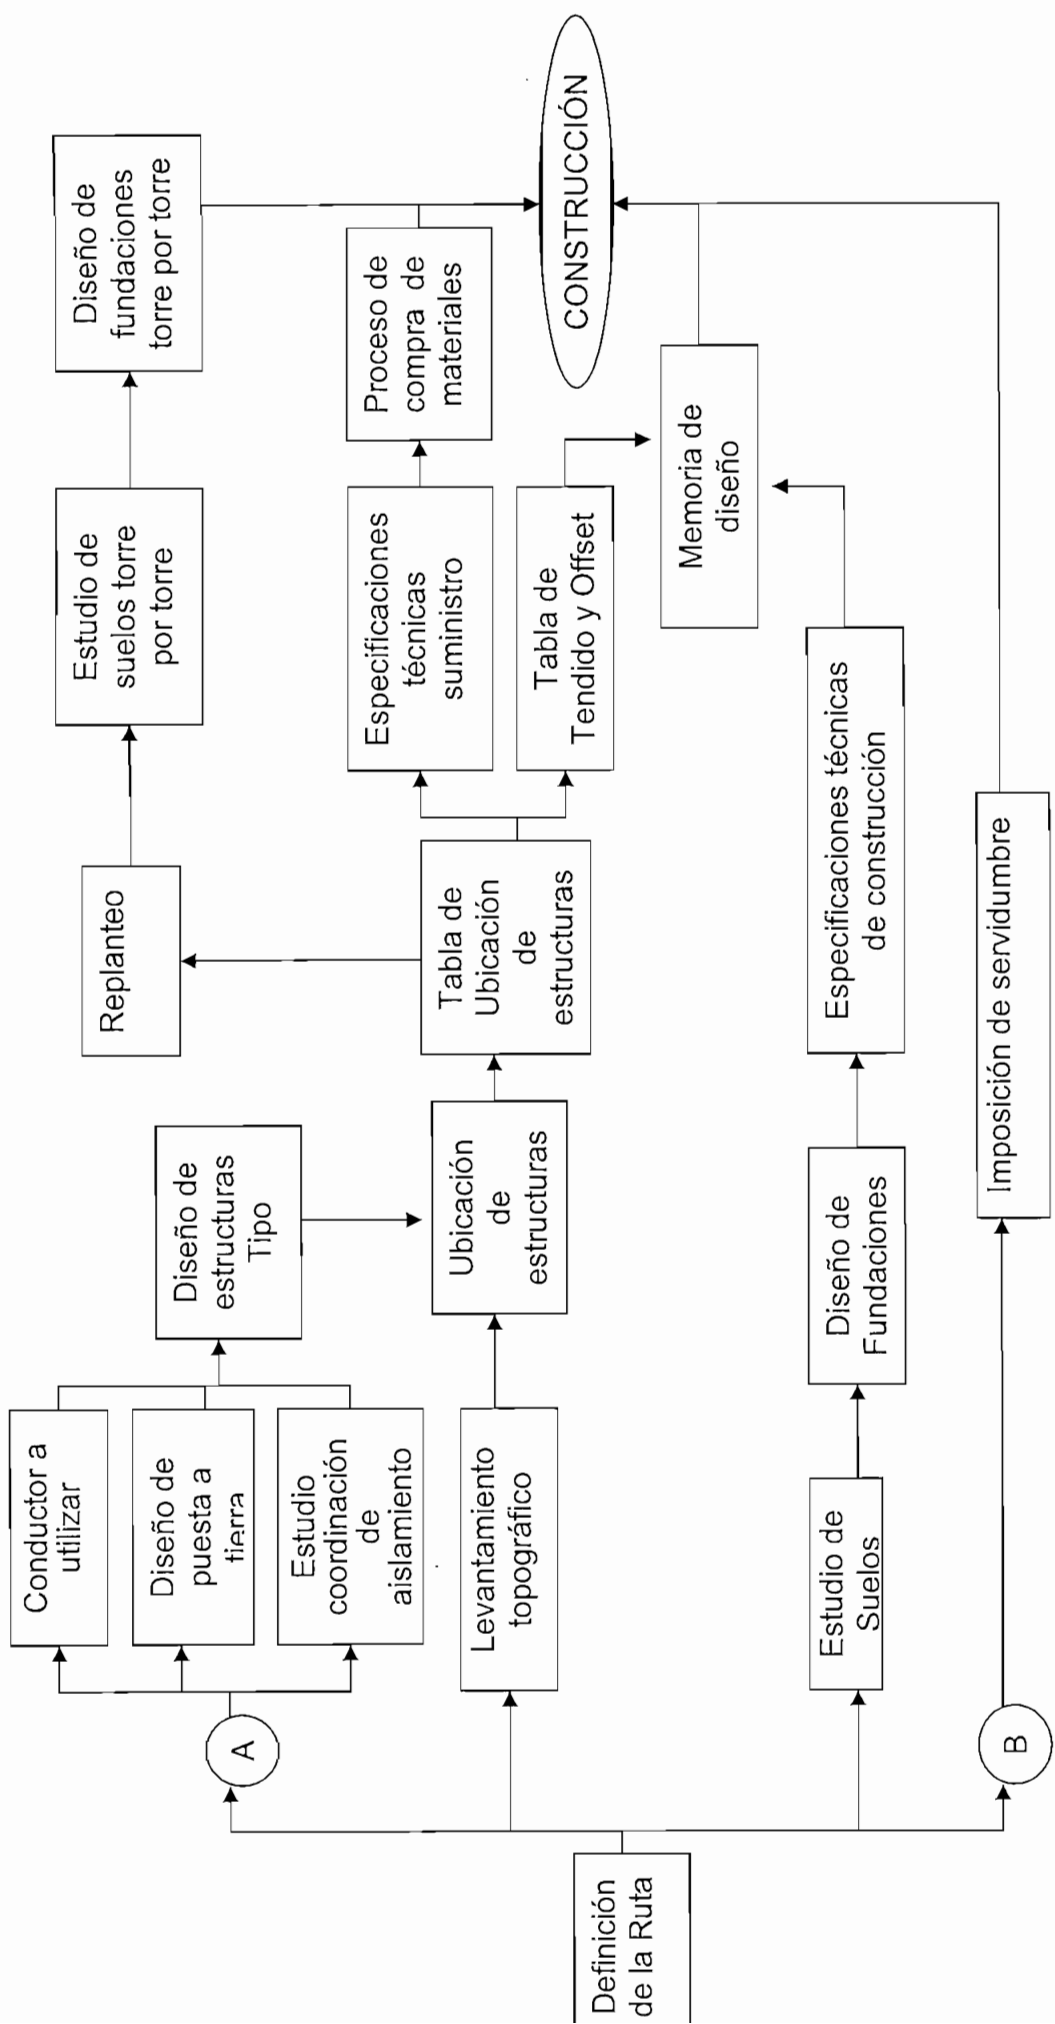 Definición
de la Ruta
A
B
Conductor a
utilizar
Diseño de
puesta a
tierra
Estudio
coordinación
de
aislamiento
Levantamiento
topográfico
Estudio de
Suelos
Diseño de
estructuras
Tipo
Ubicación
de
estructuras
Diseño de
Fundaciones
Replanteo
Tabla de
Ubicación
de
estructuras
Especificaciones técnicas
de construcción
Imposición de servidumbre
Estudio de
suelos torre
por torre
Especificaciones
técnicas
suministro
Tabla de
Tendido y Offset
Diseño de
fundaciones
torre por torre
Proceso de
compra de
materiales
Memoria de
diseño
CONSTRUCCIÓN